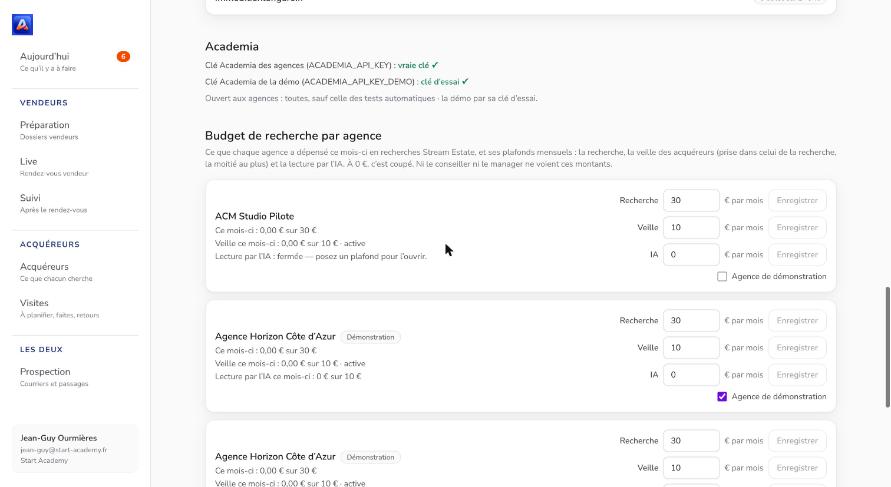 Aujourd'hui
6
Ce qu'il y a à faire
VENDEURS
Préparation
Dossiers vendeurs
Live
Rendez-vous vendeur
Suivi
Après le rendez-vous
ACQUÉREURS
Acquéreurs
Ce que chacun cherche
Visites
À planifier, faites, retours
LES DEUX
Prospection
Courriers et passages
Jean-Guy Ourmières
jean-guy@start-academy.fr
Start Academy
Academia
Clé Academia des agences (ACADEMIA_API_KEY) : vraie clé ✔
Clé Academia de la démo (ACADEMIA_API_KEY_DEMO) : clé d'essai ✔
Ouvert aux agences : toutes, sauf celle des tests automatiques · la démo par sa clé d'essai.
Budget de recherche par agence
Ce que chaque agence a dépensé ce mois-ci en recherches Stream Estate, et ses plafonds mensuels : la recherche, la veille des acquéreurs (prise dans celui de la recherche,
la moitié au plus) et la lecture par l'IA. À 0 €, c'est coupé. Ni le conseiller ni le manager ne voient ces montants.
ACM Studio Pilote
Ce mois-ci : 0,00 € sur 30 €
Veille ce mois-ci : 0,00 € sur 10 € · active
Lecture par l'IA : fermée — posez un plafond pour l'ouvrir.
Recherche 30 € par mois Enregistrer
Veille 10 € par mois Enregistrer
IA 0 € par mois Enregistrer
Agence de démonstration
Agence Horizon Côte d'Azur Démonstration
Ce mois-ci : 0,00 € sur 30 €
Veille ce mois-ci : 0,00 € sur 10 € · active
Lecture par l'IA ce mois-ci : 0 € sur 10 €
Recherche 30 € par mois Enregistrer
Veille 10 € par mois Enregistrer
IA 0 € par mois Enregistrer
Agence de démonstration
Agence Horizon Côte d'Azur Démonstration
Ce mois-ci : 0,00 € sur 30 €
Veille ce mois-ci : 0,00 € sur 10 € · active
Recherche 30 € par mois Enregistrer
Veille 10 € par mois Enregistrer